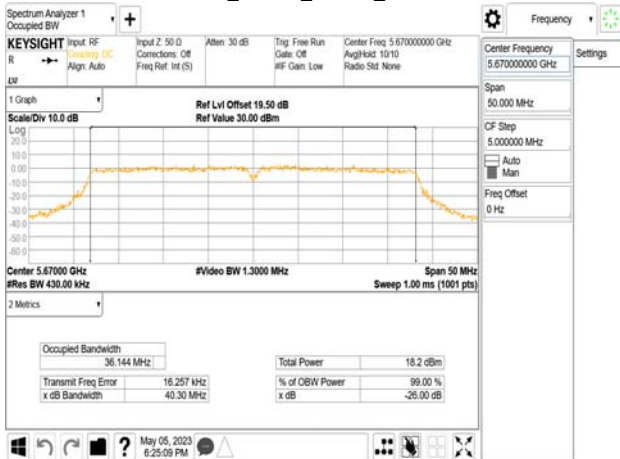 Spectrum Analyzer 1
Occupied BW
+
Frequency
KEYSIGHT
R
Input: RF
Coupling: DC
Align: Auto
Input Z: 50 Ω
Corrections: Off
Freq Ref: Int (S)
Atten: 30 dB
Trig: Free Run
Gate: Off
#IF Gain: Low
Center Freq: 5.670000000 GHz
Avg|Hold: 10/10
Radio Std: None
Center Frequency
5.670000000 GHz
Settings
Span
50.000 MHz
CF Step
5.000000 MHz
Auto
Man
Freq Offset
0 Hz
1 Graph
Scale/Div 10.0 dB
Ref Lvl Offset 19.50 dB
Ref Value 30.00 dBm
Log
20.0
10.0
0.00
-10.0
-20.0
-30.0
-40.0
-50.0
-60.0
Center 5.67000 GHz
#Res BW 430.00 kHz
#Video BW 1.3000 MHz
Span 50 MHz
Sweep 1.00 ms (1001 pts)
2 Metrics
Occupied Bandwidth
36.144 MHz
Total Power 18.2 dBm
Transmit Freq Error 16.257 kHz
% of OBW Power 99.00 %
x dB Bandwidth 40.30 MHz
x dB -26.00 dB
?
May 05, 2023
6:25:09 PM